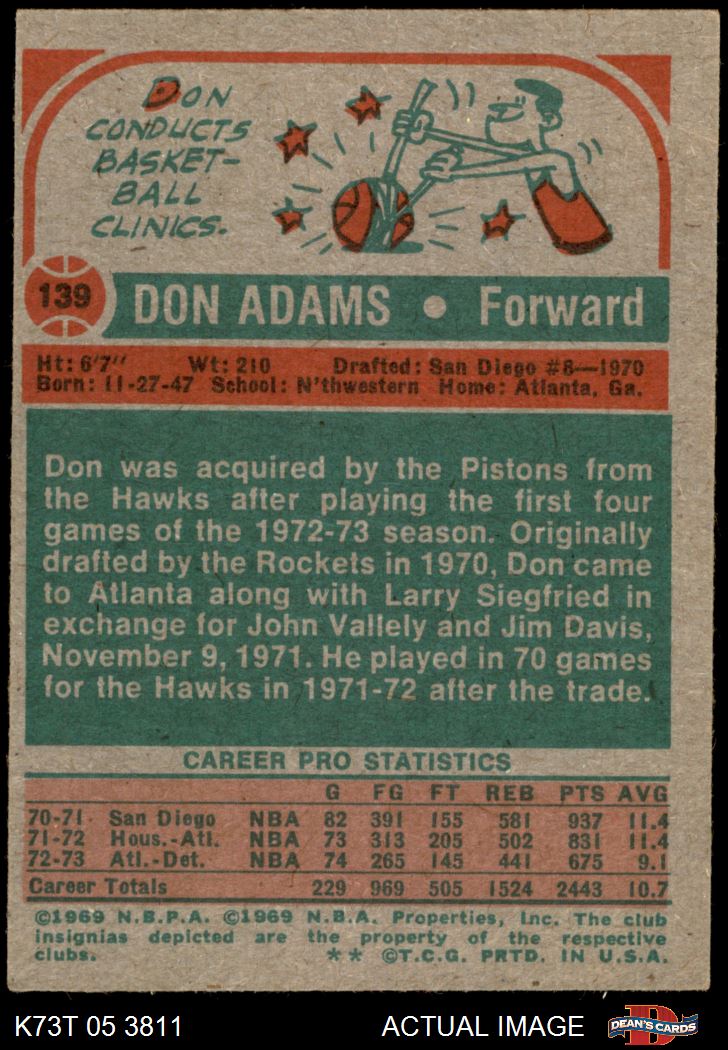 DON
CONDUCTS
BASKET-
BALL
CLINICS.
139
DON ADAMS • Forward
Ht: 6'7" Wt: 210 Drafted: San Diego #8—1970
Born: 11-27-47 School: N'thwestern Home: Atlanta, Ga.
Don was acquired by the Pistons from
the Hawks after playing the first four
games of the 1972-73 season. Originally
drafted by the Rockets in 1970, Don came
to Atlanta along with Larry Siegfried in
exchange for John Vallely and Jim Davis,
November 9, 1971. He played in 70 games
for the Hawks in 1971-72 after the trade.
CAREER PRO STATISTICS
G FG FT REB PTS AVG
70-71 San Diego NBA 82 391 155 581 937 11.4
71-72 Hous.-Atl. NBA 73 313 205 502 831 11.4
72-73 Atl.-Det. NBA 74 265 145 441 675 9.1
Career Totals 229 969 505 1524 2443 10.7
©1969 N.B.P.A. ©1969 N.B.A. Properties, Inc. The club
insignias depicted are the property of the respective
clubs. ** ©T.C.G. PRTD. IN U.S.A.
K73T 05 3811 ACTUAL IMAGE DEAN'S CARDS